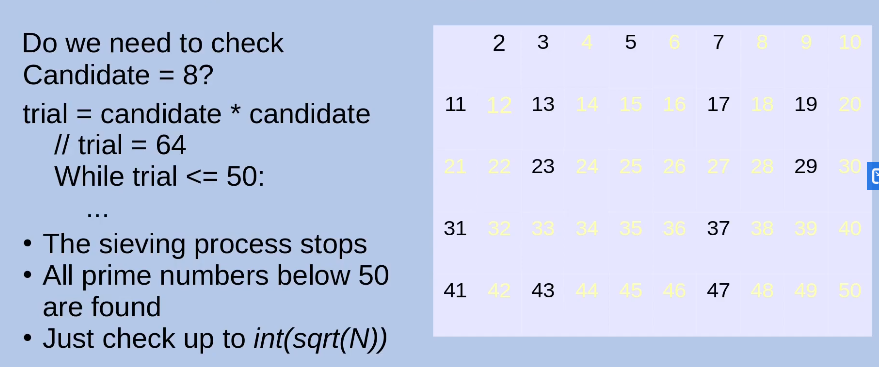 Do we need to check
Candidate = 8?
trial = candidate * candidate
// trial = 64
While trial <= 50:
...
• The sieving process stops
• All prime numbers below 50
are found
• Just check up to int(sqrt(N))
2 3 4 5 6 7 8 9 10
11 12 13 14 15 16 17 18 19 20
21 22 23 24 25 26 27 28 29 30
31 32 33 34 35 36 37 38 39 40
41 42 43 44 45 46 47 48 49 50